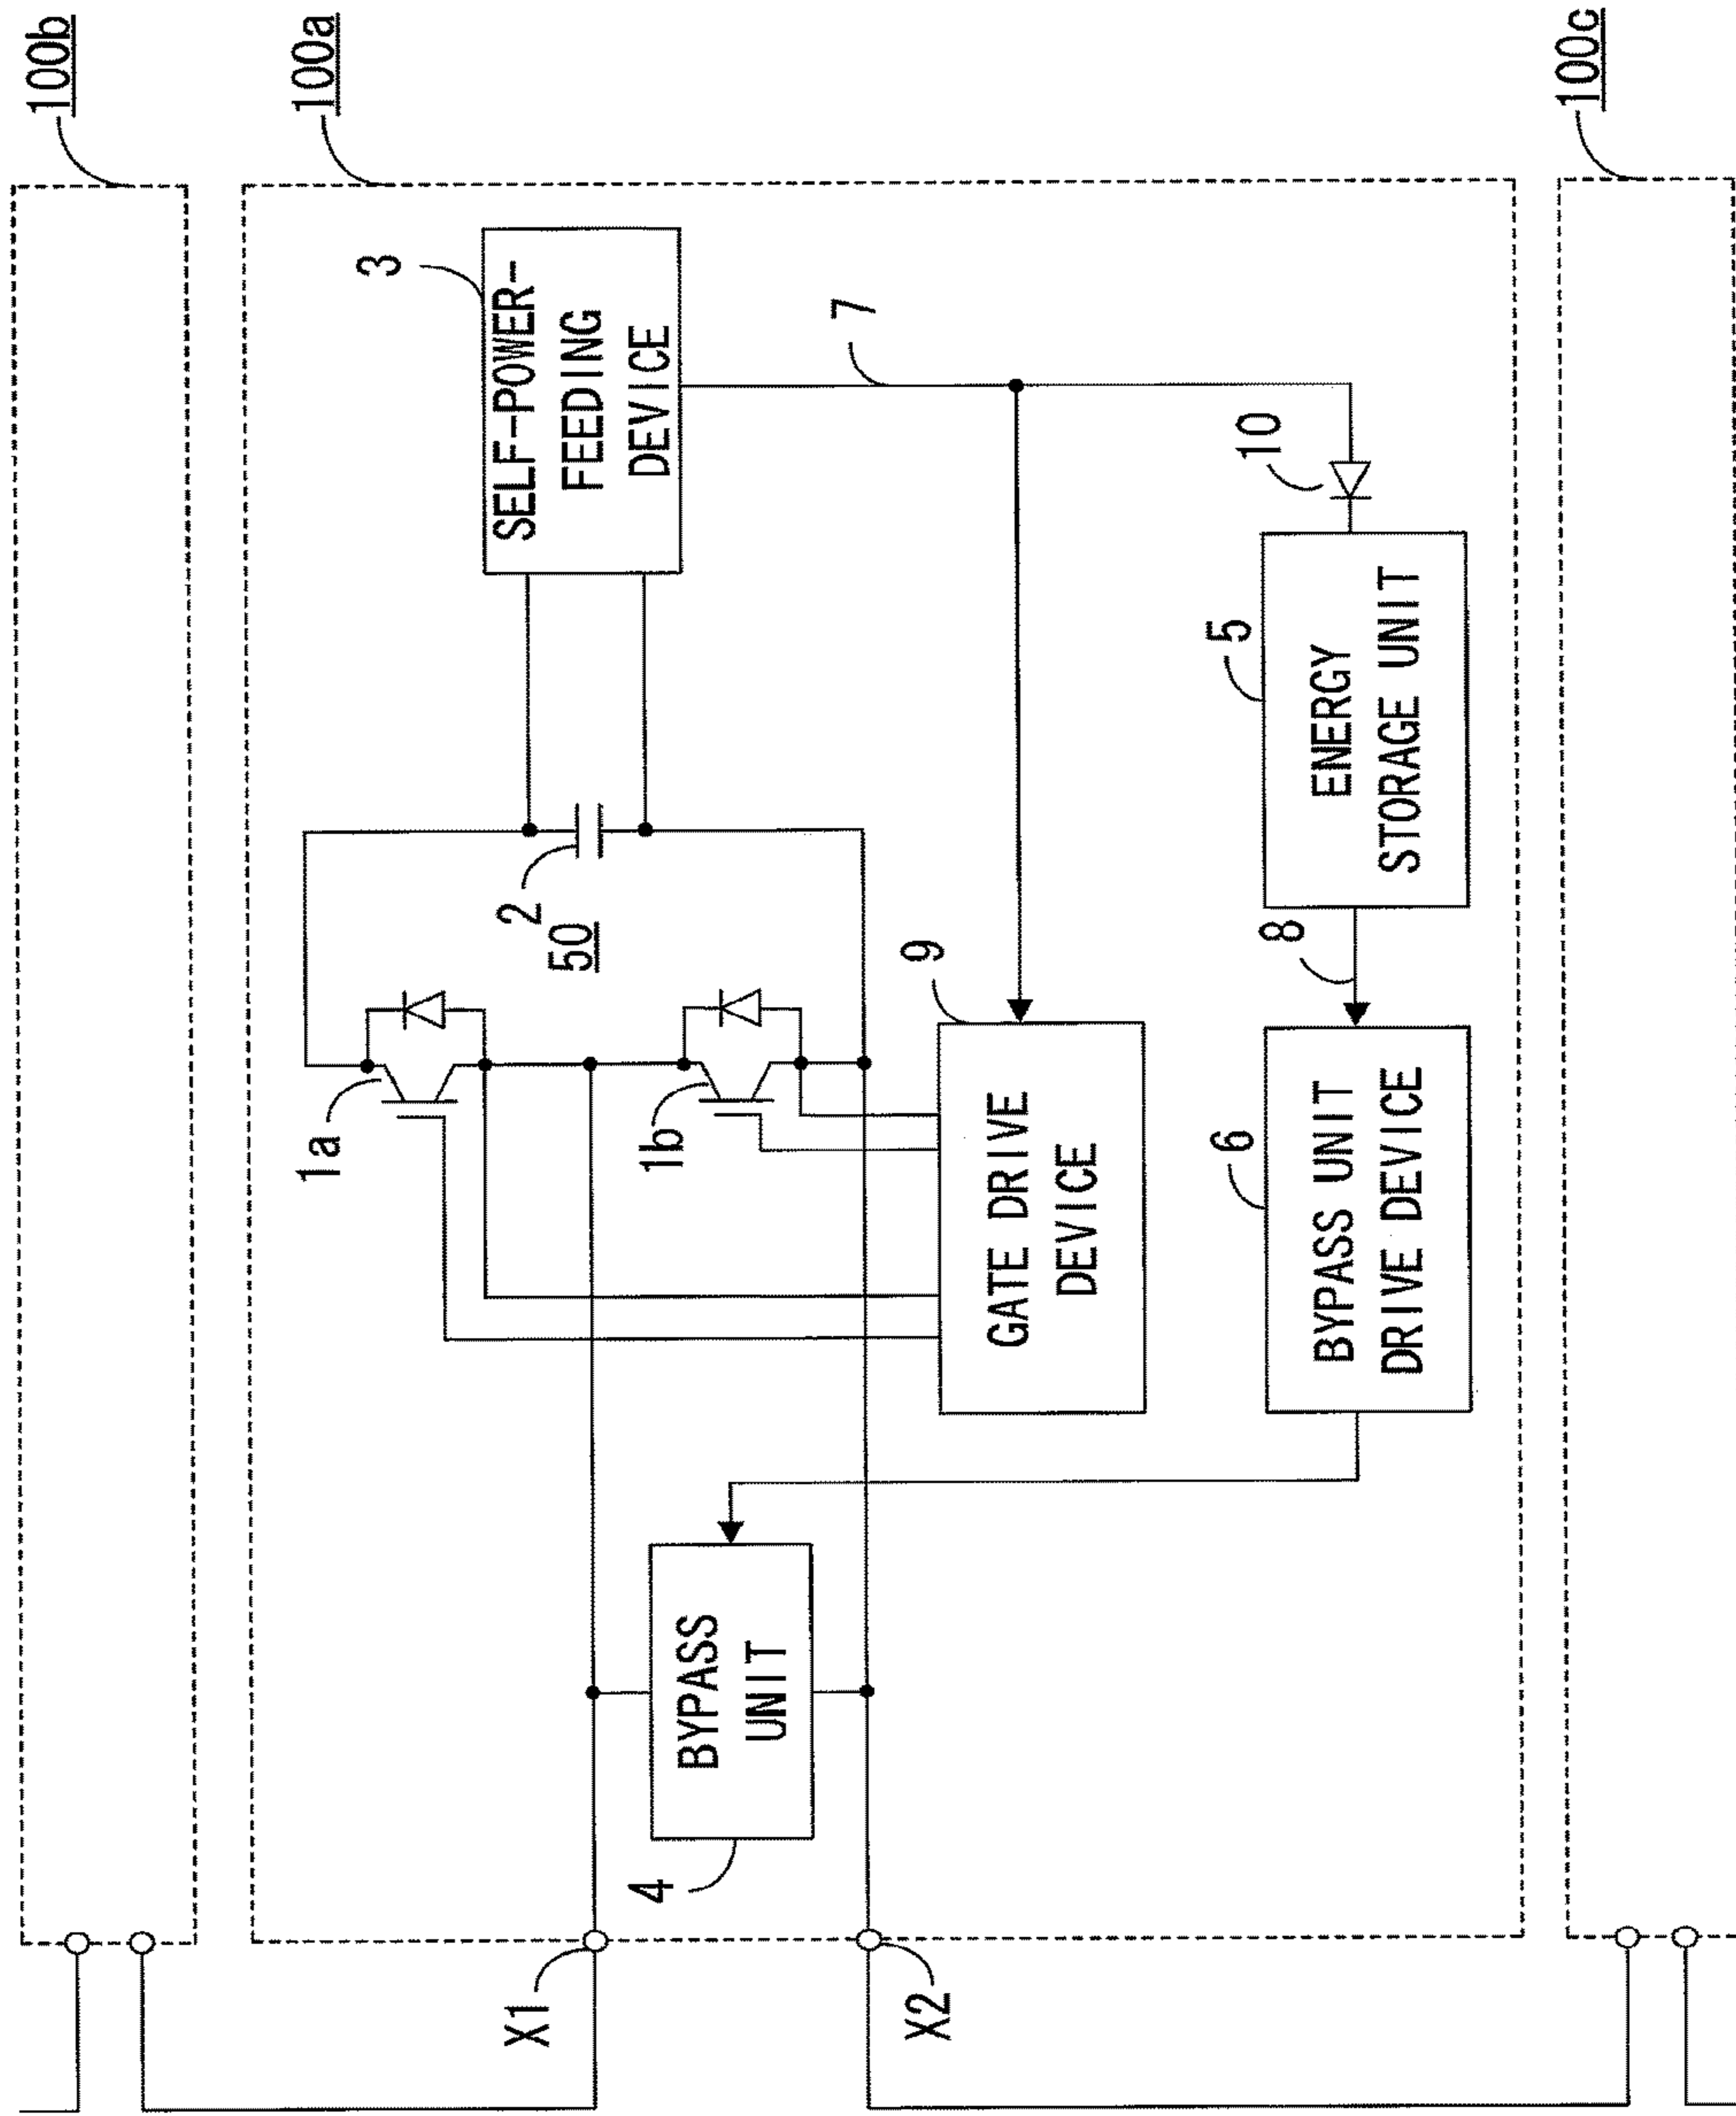 100b
100a
100c
3
SELF-POWER-
FEEDING
DEVICE
7
10
2
50
5
ENERGY
STORAGE UNIT
1a
1b
9
GATE DRIVE
DEVICE
8
6
BYPASS UNIT
DRIVE DEVICE
BYPASS
UNIT
4
X1
X2